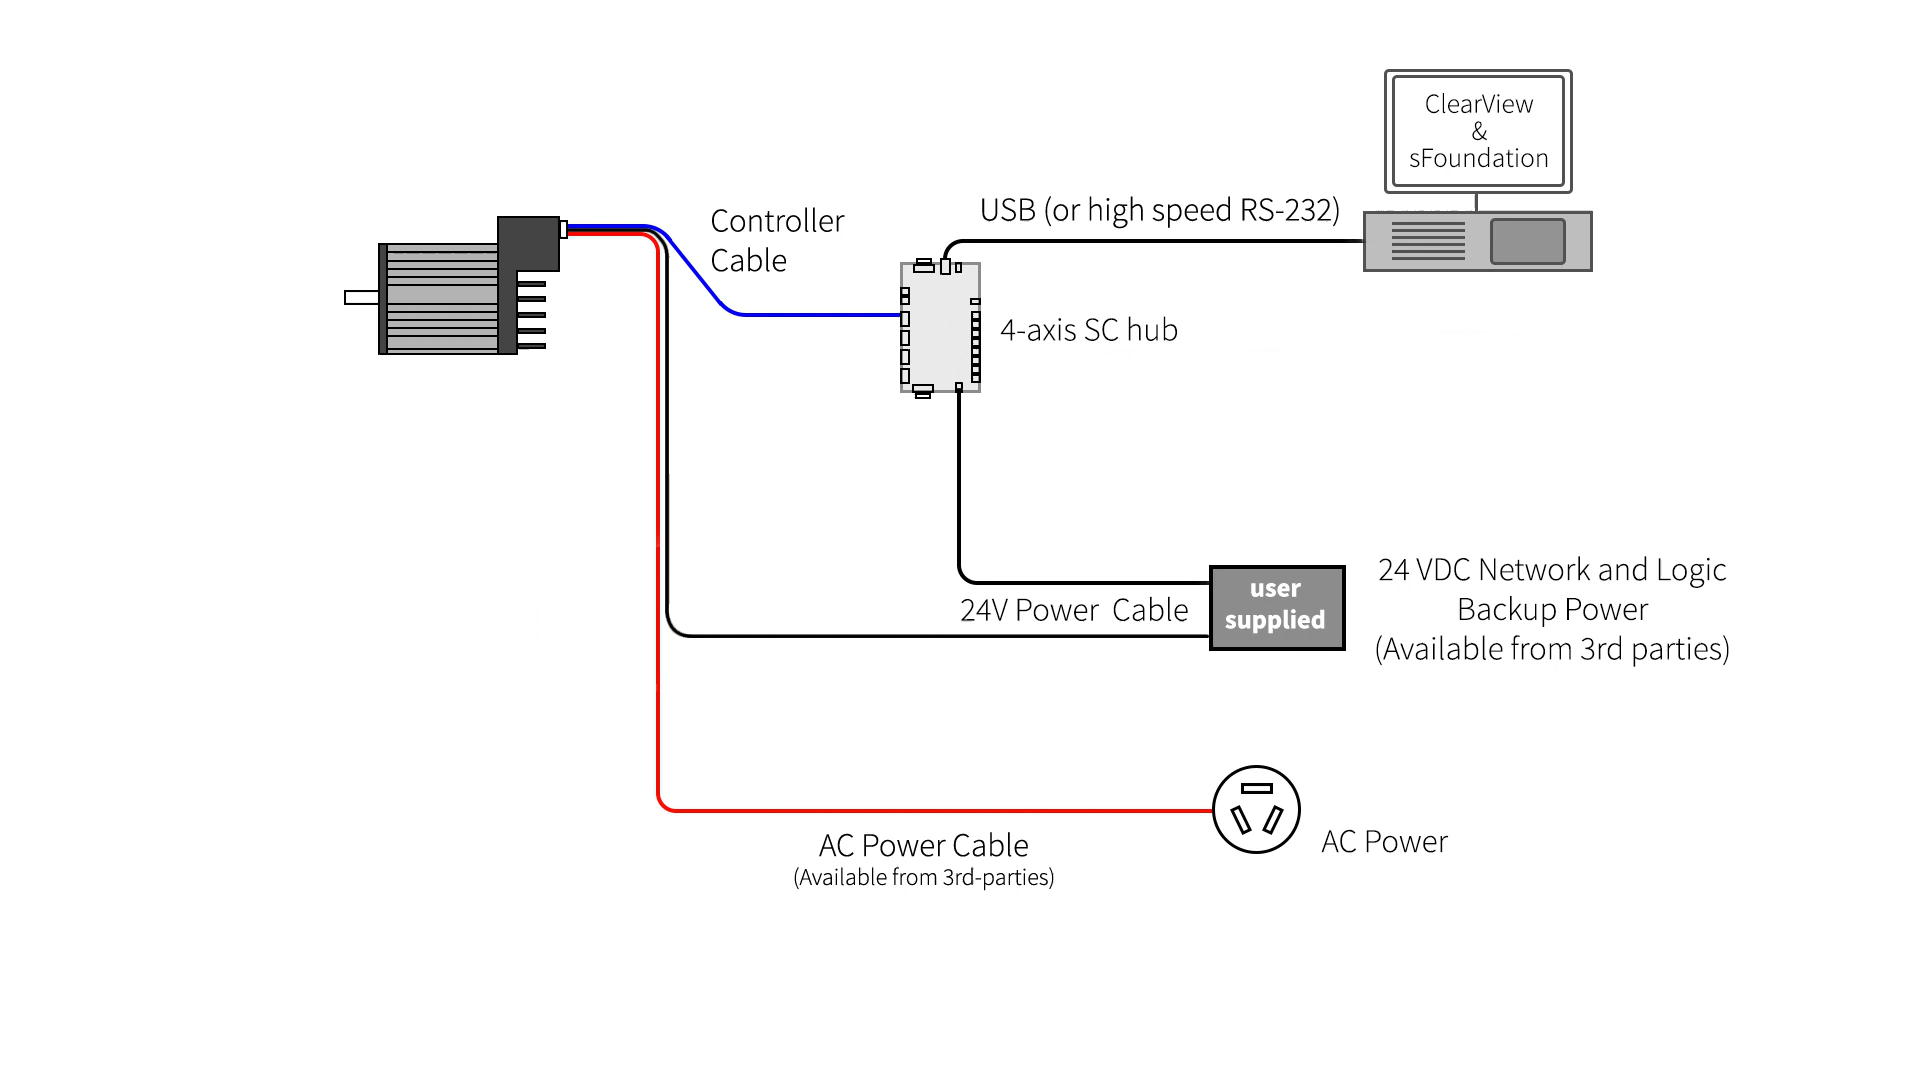 ClearView
&
sFoundation
USB (or high speed RS-232)
Controller
Cable
4-axis SC hub
24V Power Cable
user
supplied
24 VDC Network and Logic
Backup Power
(Available from 3rd parties)
AC Power Cable
(Available from 3rd-parties)
AC Power